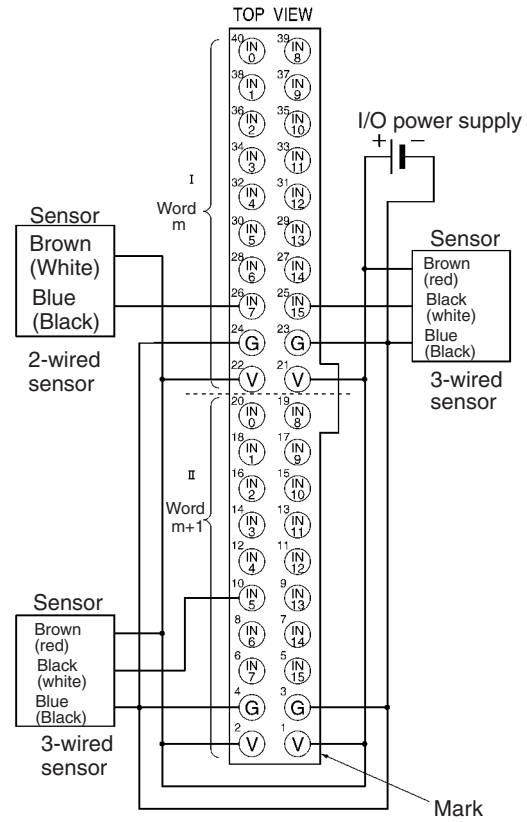 TOP VIEW
40 IN 0 39 IN 8
38 IN 1 37 IN 9
36 IN 2 35 IN 10
34 IN 3 33 IN 11
32 IN 4 31 IN 12
30 IN 5 29 IN 13
28 IN 6 27 IN 14
26 IN 7 25 IN 15
24 G 23 G
22 V 21 V
20 IN 0 19 IN 8
18 IN 1 17 IN 9
16 IN 2 15 IN 10
14 IN 3 13 IN 11
12 IN 4 11 IN 12
10 IN 5 9 IN 13
8 IN 6 7 IN 14
6 IN 7 5 IN 15
4 G 3 G
2 V 1 V
I
Word
m
II
Word
m+1
I/O power supply
+ −
Sensor
Brown
(White)
Blue
(Black)
2-wired
sensor
Sensor
Brown
(red)
Black
(white)
Blue
(Black)
3-wired
sensor
Sensor
Brown
(red)
Black
(white)
Blue
(Black)
3-wired
sensor
Mark